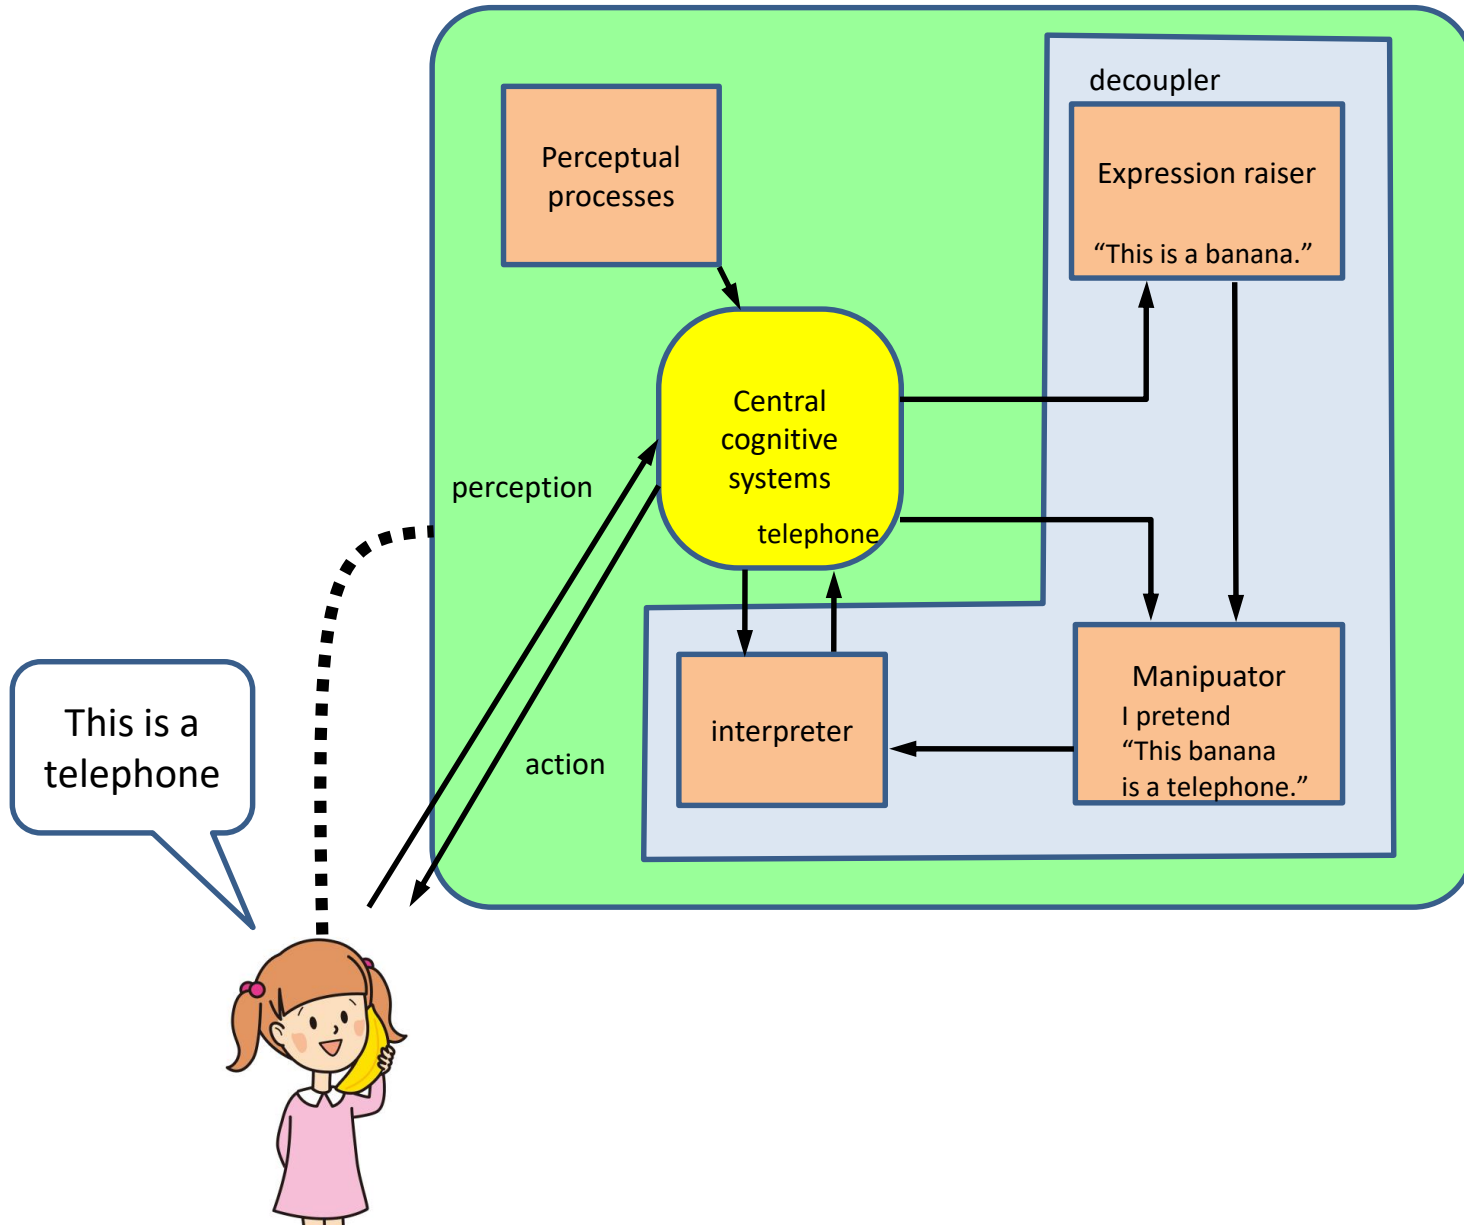 decoupler
Perceptual
processes
Expression raiser
“This is a banana.”
Central
cognitive
systems
telephone
perception
action
interpreter
Manipuator
I pretend
“This banana
is a telephone.”
This is a
telephone